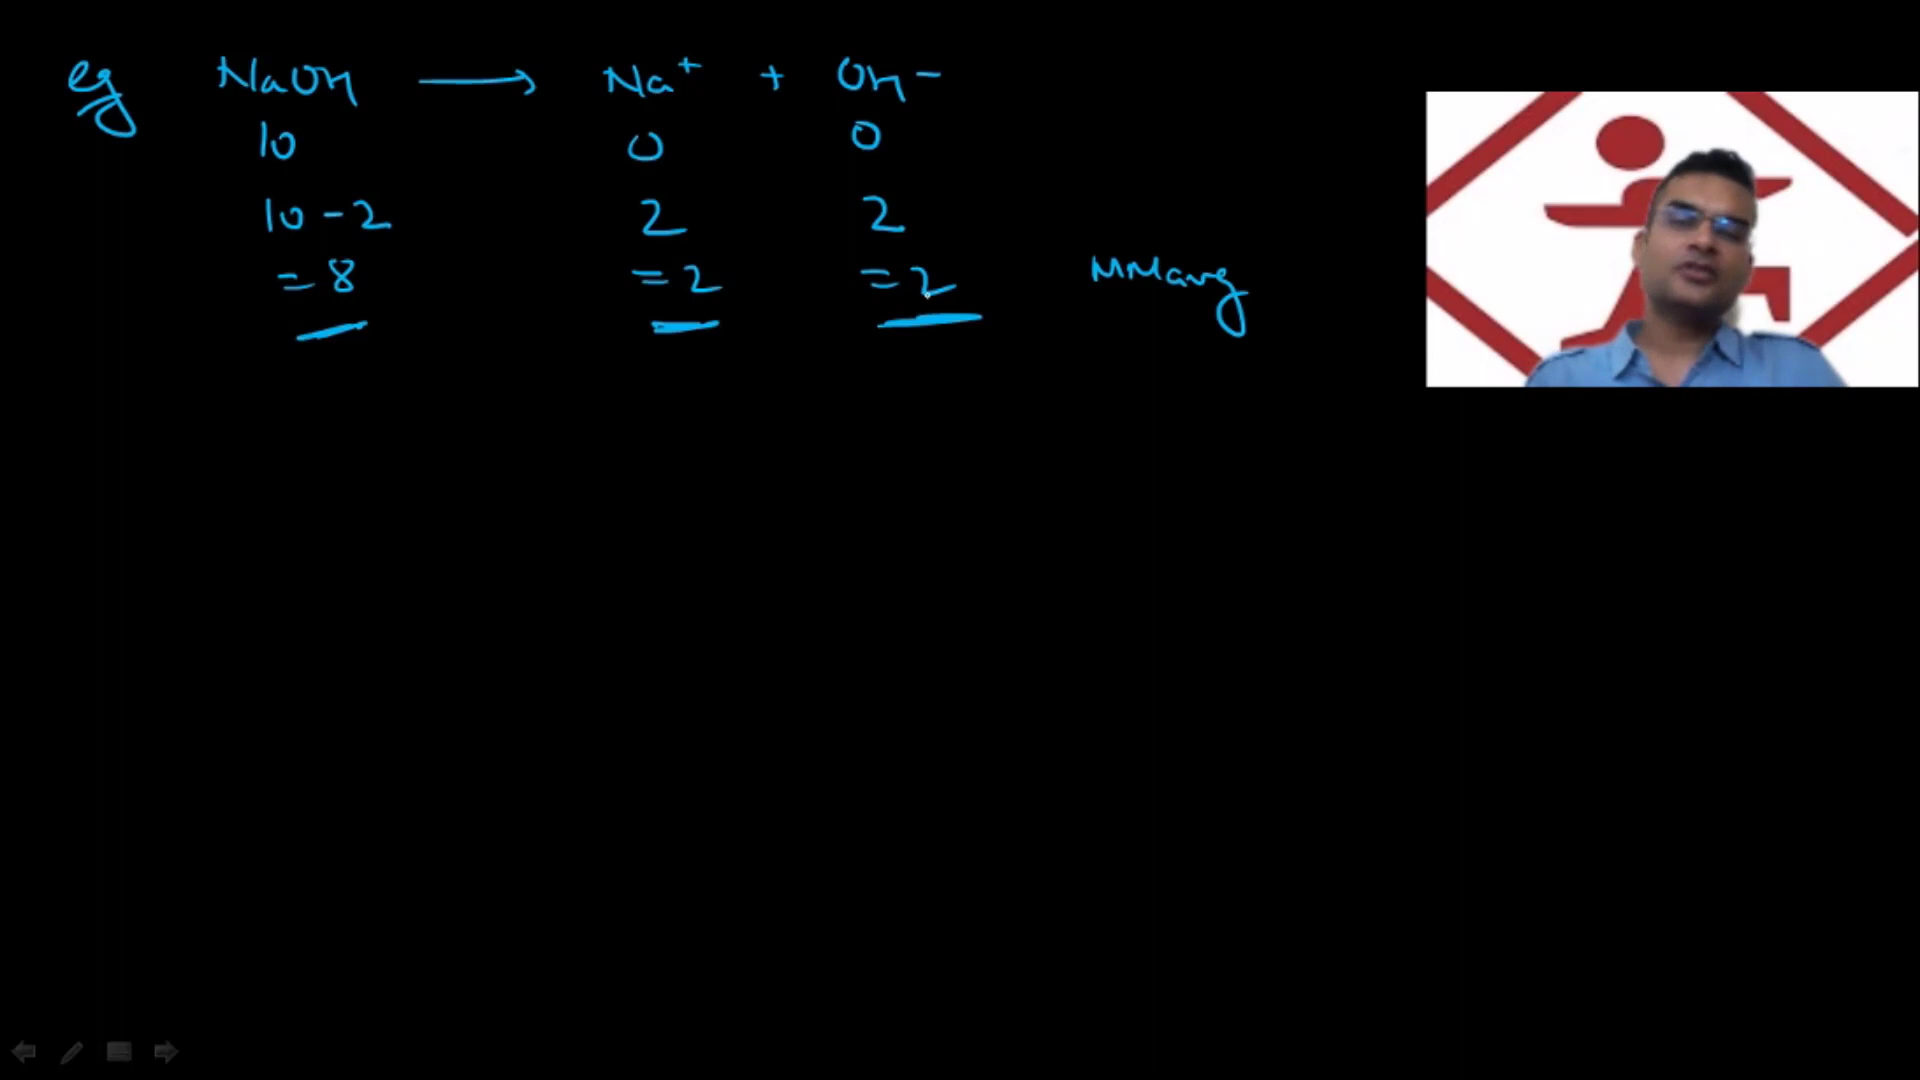 eg NaOH → Na⁺ + OH⁻
10 0 0
10 - 2 2 2
= 8 = 2 = 2 MMavg